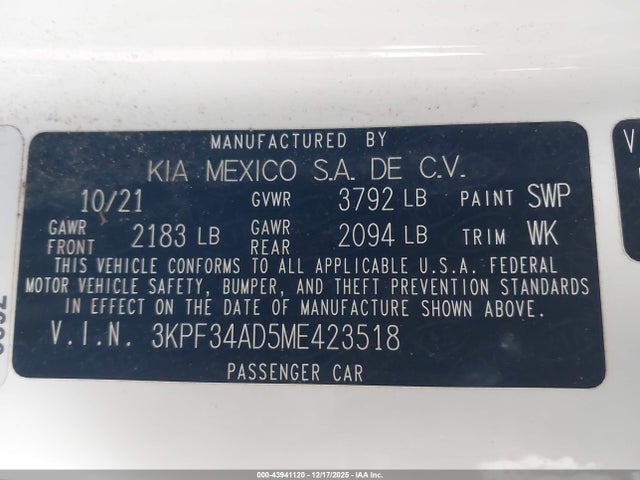 MANUFACTURED BY
KIA MEXICO S.A. DE C.V.
10/21 GVWR 3792 LB PAINT SWP
GAWR FRONT 2183 LB GAWR REAR 2094 LB TRIM WK
THIS VEHICLE CONFORMS TO ALL APPLICABLE U.S.A. FEDERAL
MOTOR VEHICLE SAFETY, BUMPER, AND THEFT PREVENTION STANDARDS
IN EFFECT ON THE DATE OF MANUFACTURE SHOWN ABOVE.
V.I.N. 3KPF34AD5ME423518
PASSENGER CAR
000-43941120 - 12/17/2025 - IAA Inc.